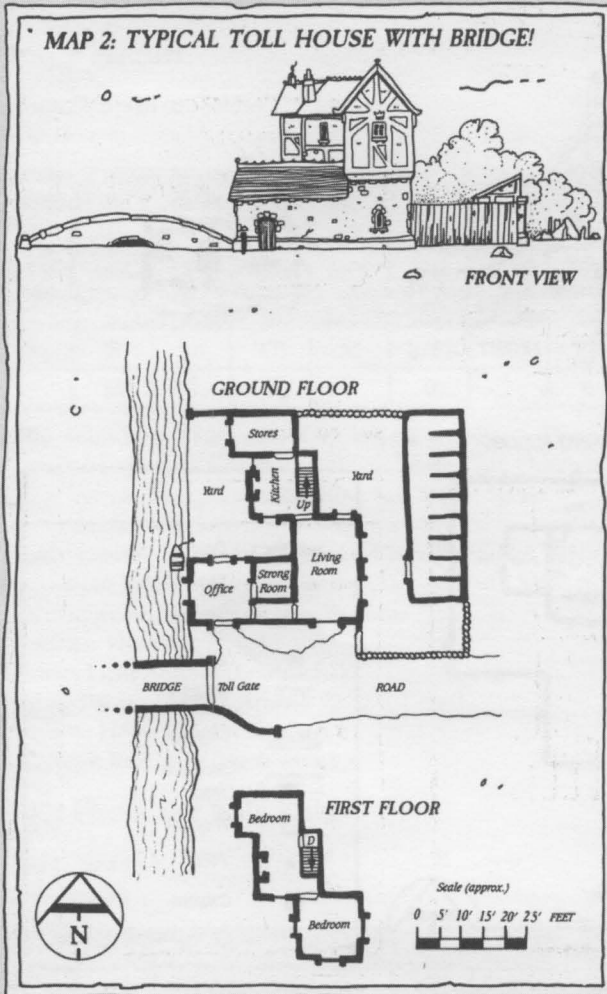 MAP 2: TYPICAL TOLL HOUSE WITH BRIDGE!
FRONT VIEW
GROUND FLOOR
Stores
Yard
Kitchen
Up
Yard
Office
Strong
Room
Living
Room
BRIDGE
Toll Gate
ROAD
FIRST FLOOR
Bedroom
D
Bedroom
N
Scale (approx.)
0 5' 10' 15' 20' 25' FEET